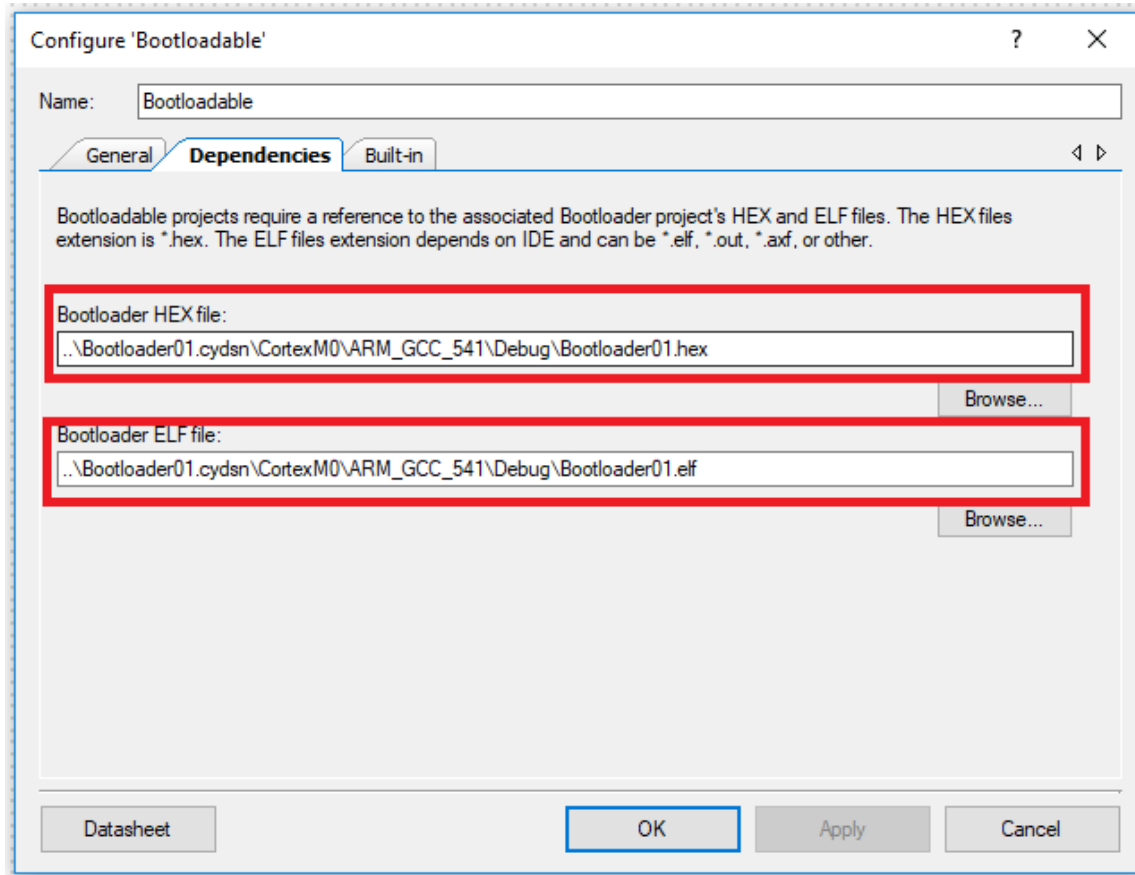 Configure 'Bootloadable'
?
Name:
Bootloadable
General
Dependencies
Built-in
Bootloadable projects require a reference to the associated Bootloader project's HEX and ELF files. The HEX files
extension is *.hex. The ELF files extension depends on IDE and can be *.elf, *.out, *.axf, or other.
Bootloader HEX file:
..\Bootloader01.cydsn\CortexM0\ARM_GCC_541\Debug\Bootloader01.hex
Browse...
Bootloader ELF file:
..\Bootloader01.cydsn\CortexM0\ARM_GCC_541\Debug\Bootloader01.elf
Browse...
Datasheet
OK
Apply
Cancel